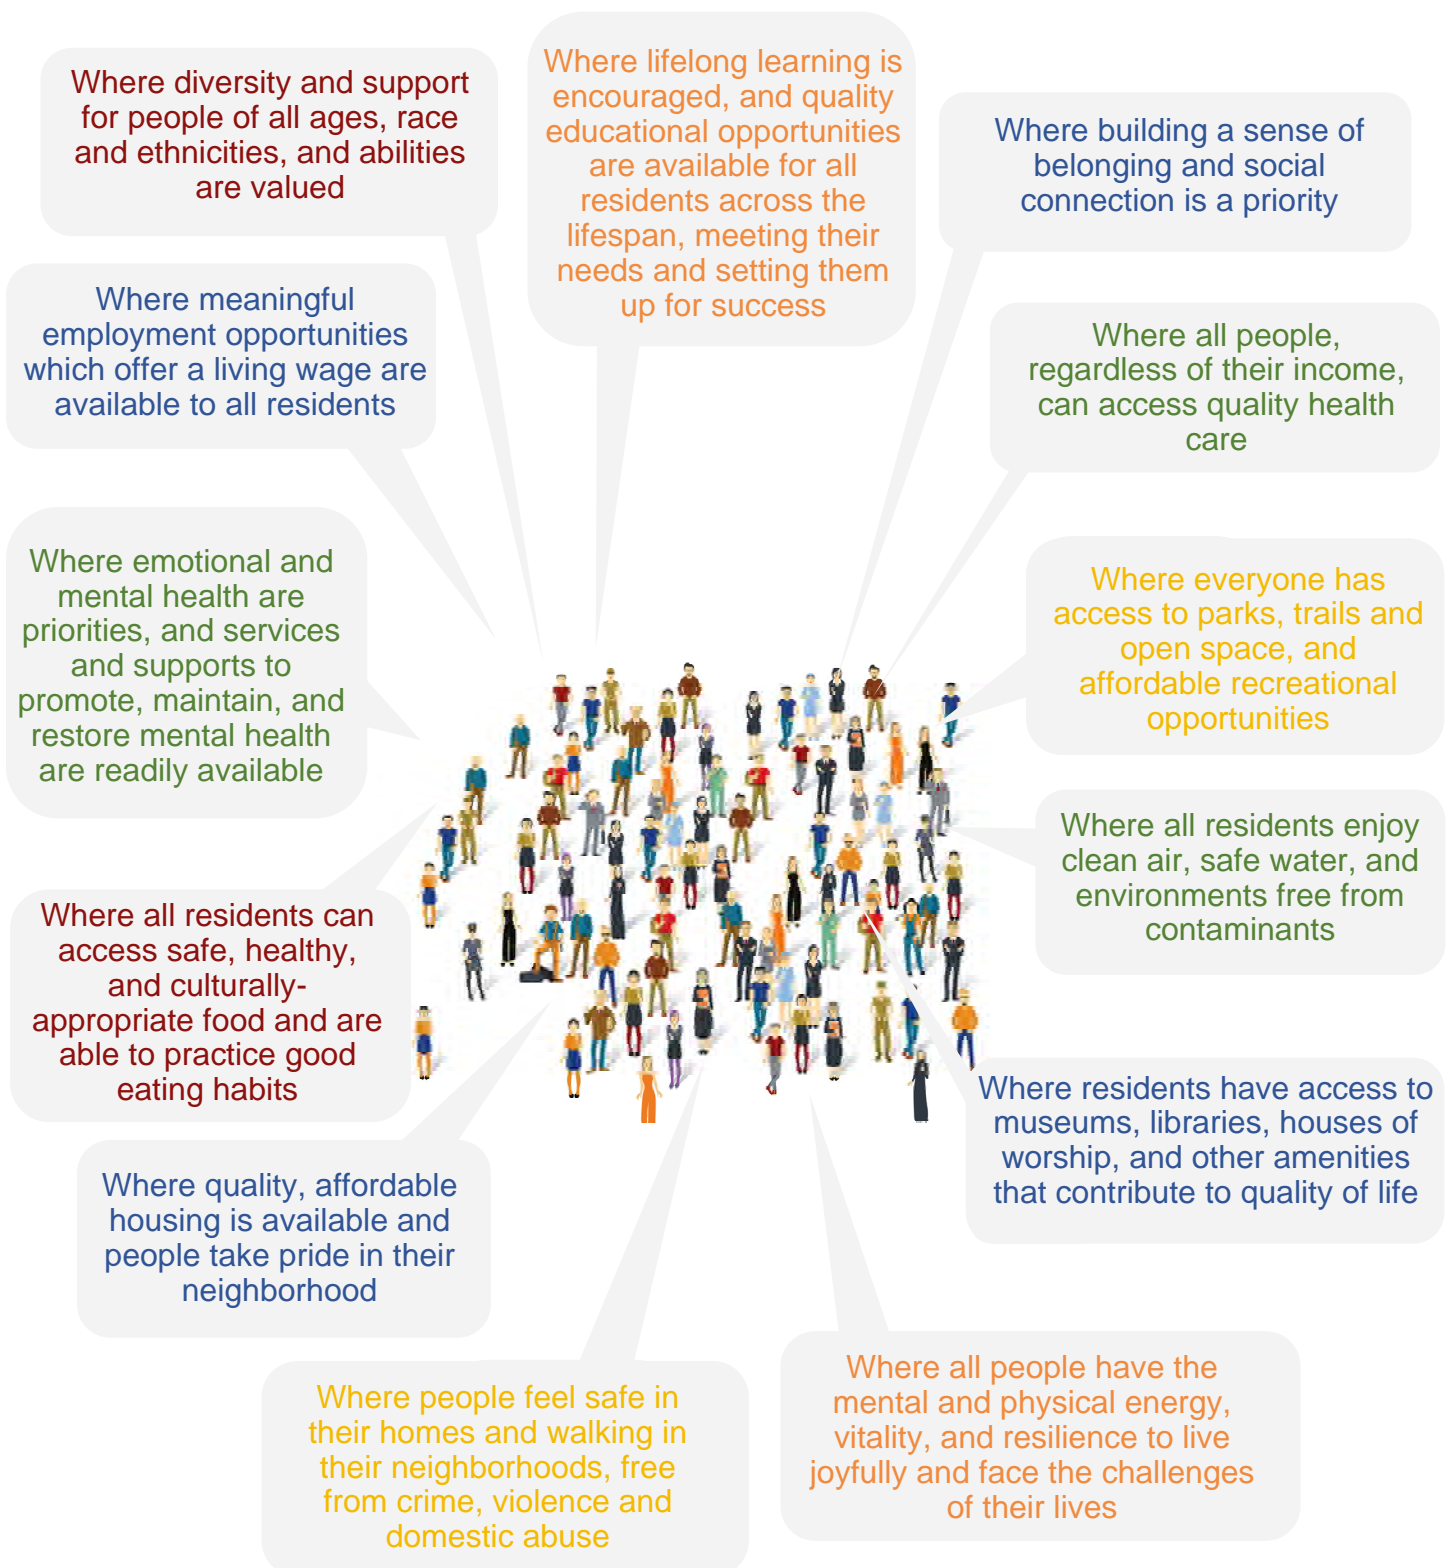 Where diversity and support
for people of all ages, race
and ethnicities, and abilities
are valued
Where lifelong learning is
encouraged, and quality
educational opportunities
are available for all
residents across the
lifespan, meeting their
needs and setting them
up for success
Where building a sense of
belonging and social
connection is a priority
Where meaningful
employment opportunities
which offer a living wage are
available to all residents
Where all people,
regardless of their income,
can access quality health
care
Where emotional and
mental health are
priorities, and services
and supports to
promote, maintain, and
restore mental health
are readily available
Where everyone has
access to parks, trails and
open space, and
affordable recreational
opportunities
Where all residents enjoy
clean air, safe water, and
environments free from
contaminants
Where all residents can
access safe, healthy,
and culturally-
appropriate food and are
able to practice good
eating habits
Where residents have access to
museums, libraries, houses of
worship, and other amenities
that contribute to quality of life
Where quality, affordable
housing is available and
people take pride in their
neighborhood
Where people feel safe in
their homes and walking in
their neighborhoods, free
from crime, violence and
domestic abuse
Where all people have the
mental and physical energy,
vitality, and resilience to live
joyfully and face the challenges
of their lives